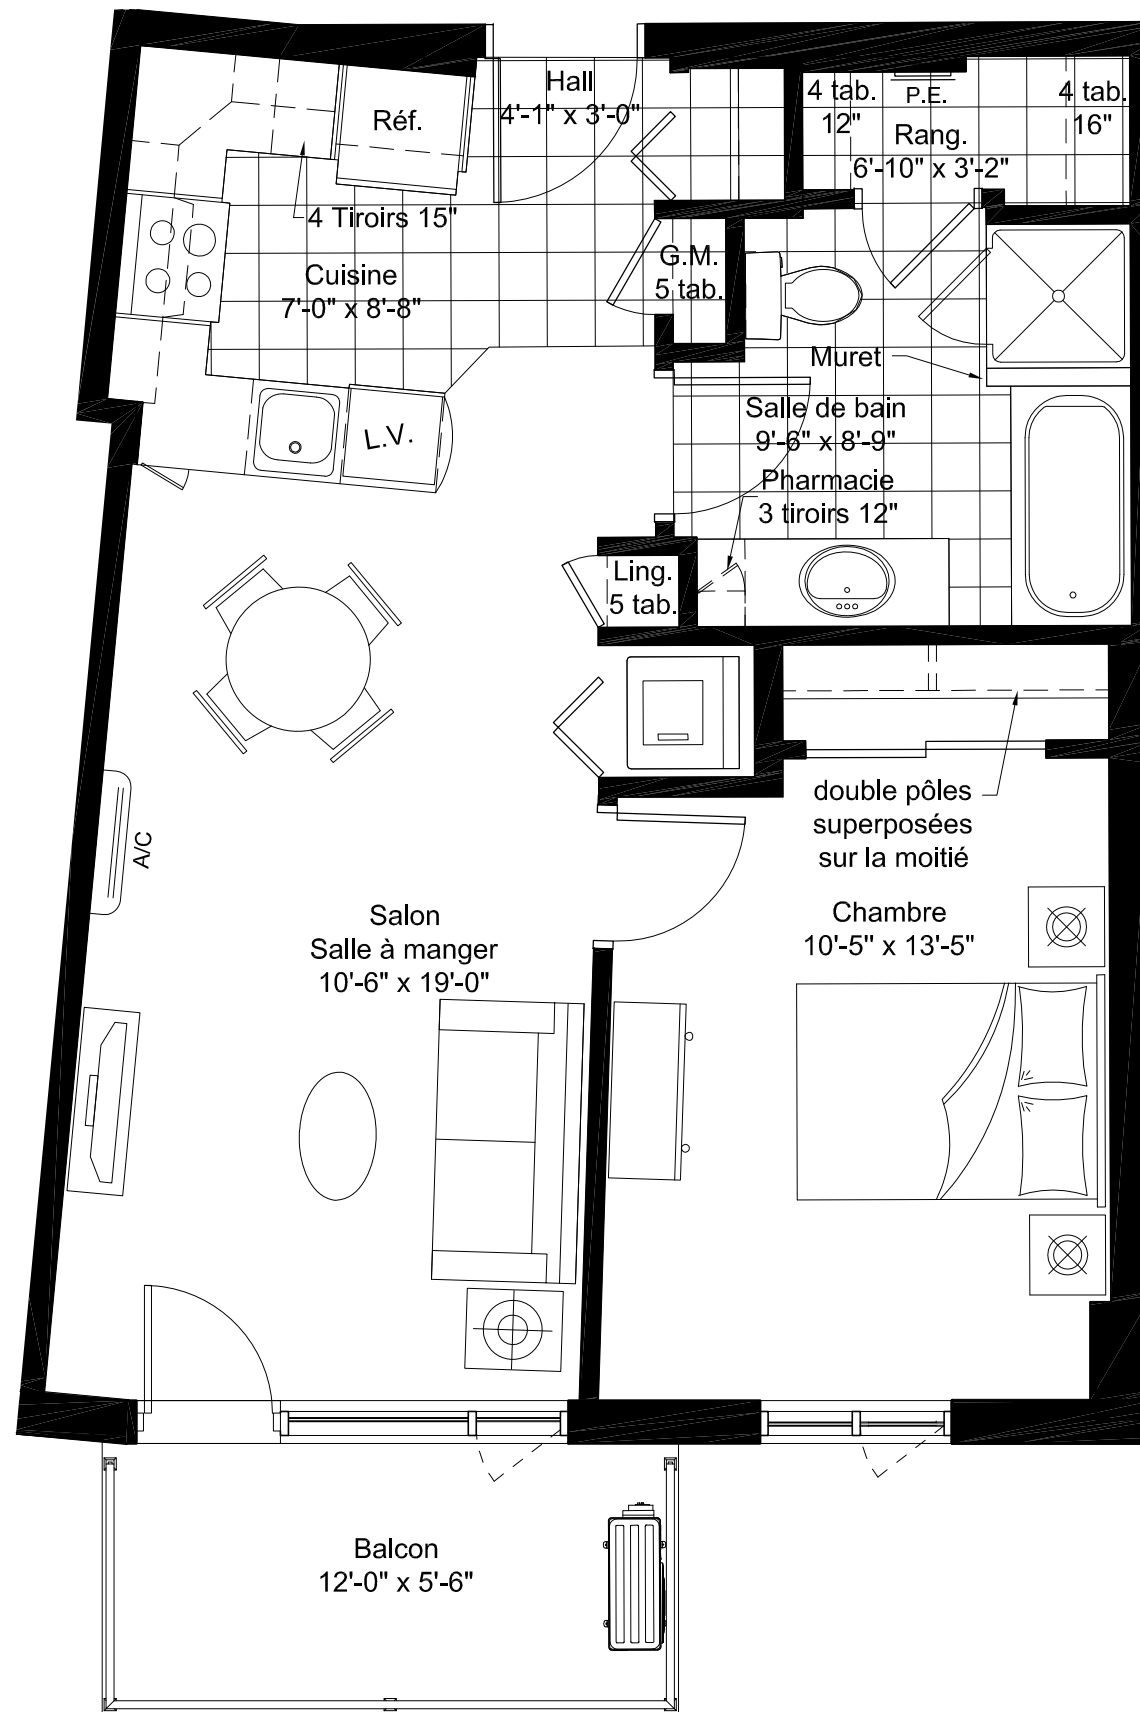 Hall
4'-1" x 3'-0"
4 tab.
12"
P.E.
4 tab.
16"
Rang.
6'-10" x 3'-2"
Réf.
4 Tiroirs 15"
Cuisine
7'-0" x 8'-8"
G.M.
5 tab.
Muret
Salle de bain
9'-6" x 8'-9"
L.V.
Pharmacie
3 tiroirs 12"
Ling.
5 tab.
double pôles
superposées
sur la moitié
A/C
Salon
Salle à manger
10'-6" x 19'-0"
Chambre
10'-5" x 13'-5"
Balcon
12'-0" x 5'-6"